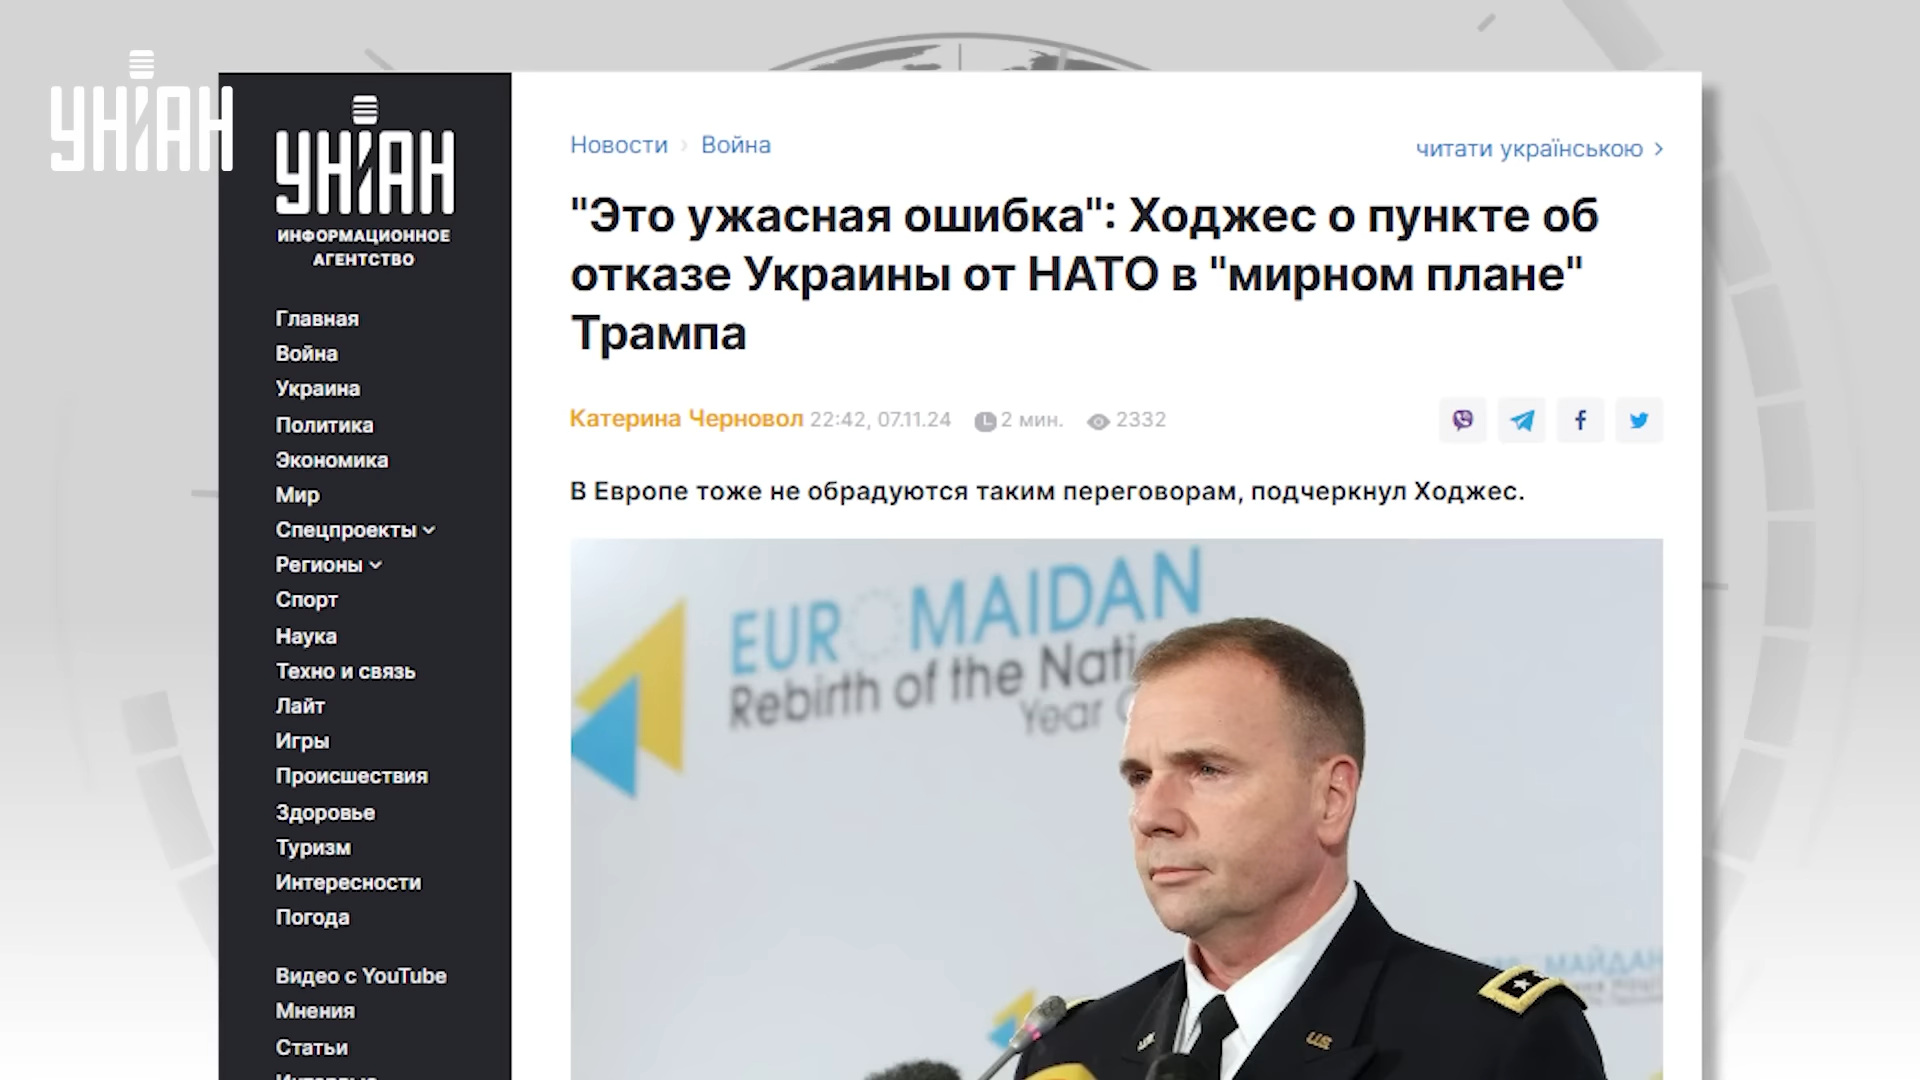 УНІАН
УНІАН
ИНФОРМАЦИОННОЕ
АГЕНТСТВО
Главная
Война
Украина
Политика
Экономика
Мир
Спецпроекты
Регионы
Спорт
Наука
Техно и связь
Лайт
Игры
Происшествия
Здоровье
Туризм
Интересности
Погода
Видео с YouTube
Мнения
Статьи
Новости › Война
читати українською ›
"Это ужасная ошибка": Ходжес о пункте об
отказе Украины от НАТО в "мирном плане"
Трампа
Катерина Черновол 22:42, 07.11.24 2 мин. 2332
В Европе тоже не обрадуются таким переговорам, подчеркнул Ходжес.
EUROMAIDAN
Rebirth of the
Year
МАЙДАН
U.S.